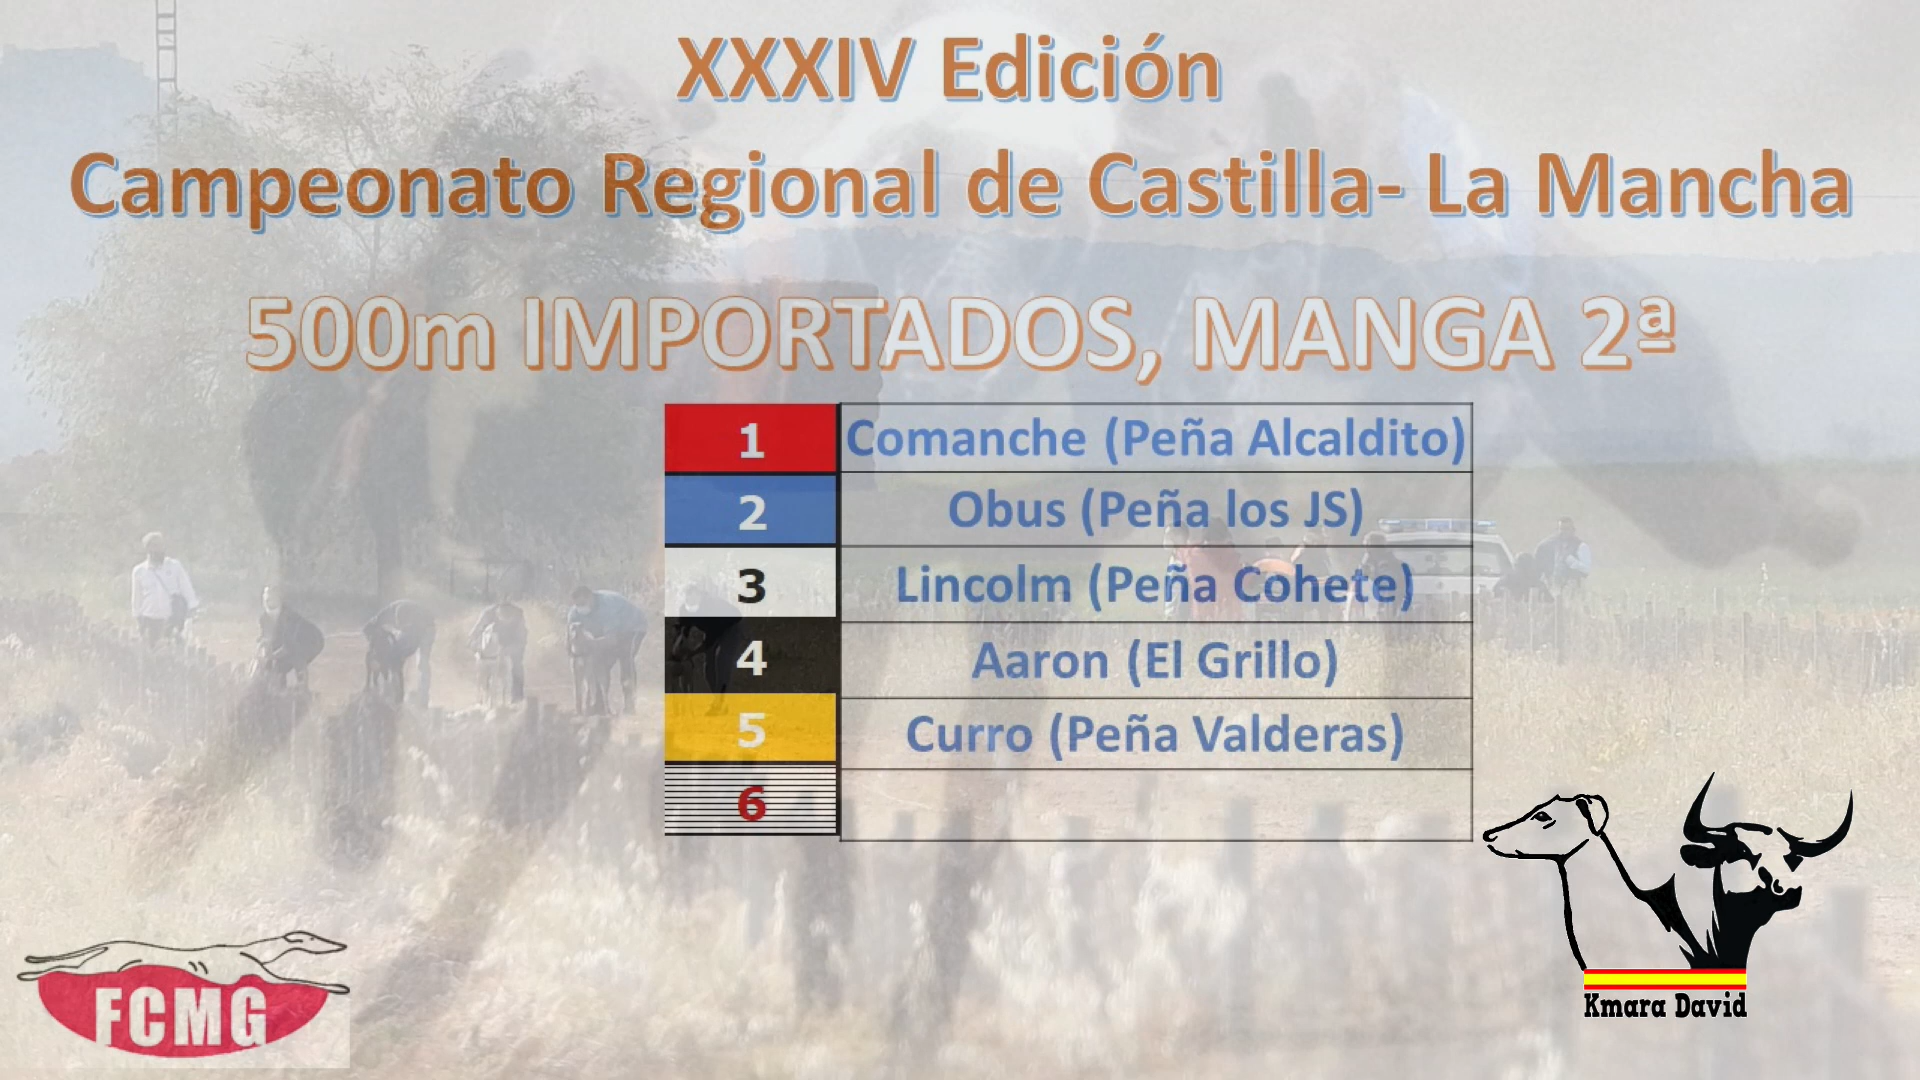 XXXIV Edición
Campeonato Regional de Castilla- La Mancha
500m IMPORTADOS, MANGA 2ª
1 Comanche (Peña Alcaldito)
2 Obus (Peña los JS)
3 Lincolm (Peña Cohete)
4 Aaron (El Grillo)
5 Curro (Peña Valderas)
6
FCMG
Kmara David